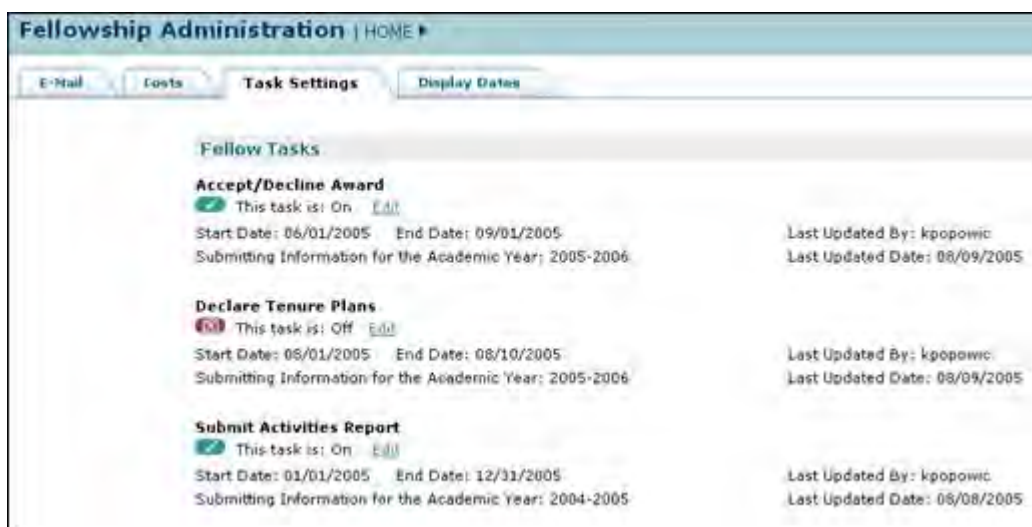 Fellowship Administration | HOME
E-Mail Costs Task Settings Display Dates
Fellow Tasks
Accept/Decline Award
This task is: On Edit
Start Date: 06/01/2005 End Date: 09/01/2005 Last Updated By: kpopowic
Submitting Information for the Academic Year: 2005-2006 Last Updated Date: 08/09/2005
Declare Tenure Plans
This task is: Off Edit
Start Date: 08/01/2005 End Date: 08/10/2005 Last Updated By: kpopowic
Submitting Information for the Academic Year: 2005-2006 Last Updated Date: 08/09/2005
Submit Activities Report
This task is: On Edit
Start Date: 01/01/2005 End Date: 12/31/2005 Last Updated By: kpopowic
Submitting Information for the Academic Year: 2004-2005 Last Updated Date: 08/08/2005